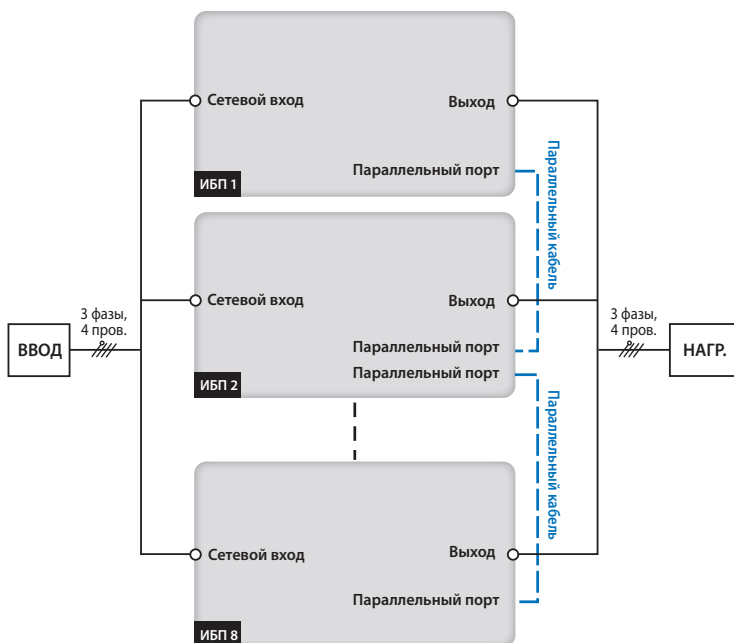 Сетевой вход
Выход
Параллельный порт
ИБП 1
Параллельный кабель
Сетевой вход
Выход
3 фазы,
4 пров.
ВВОД
3 фазы,
4 пров.
НАГР.
Параллельный порт
Параллельный порт
ИБП 2
Параллельный кабель
Сетевой вход
Выход
Параллельный порт
ИБП 8